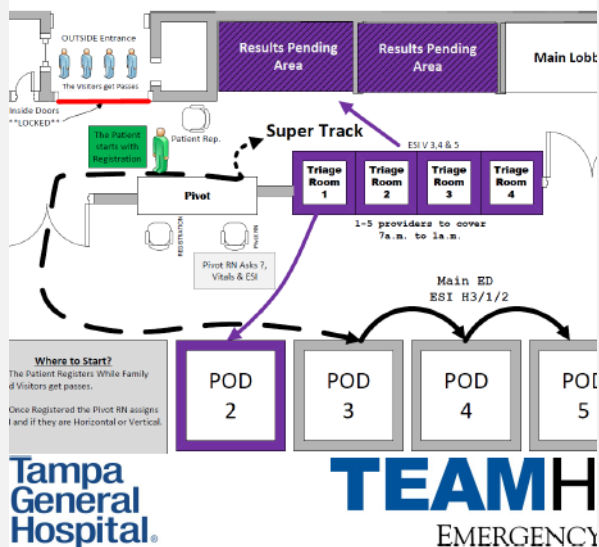 OUTSIDE Entrance
The Visitors get Passes
Inside Doors
**LOCKED**
Results Pending
Area
Results Pending
Area
Main Lobb
Patient Rep.
The Patient
starts with
Registration
Super Track
ESI V 3,4 & 5
Triage
Room
1
Triage
Room
2
Triage
Room
3
Triage
Room
4
Pivot
REGISTRATION
Pivot RN
1-5 providers to cover
7a.m. to 1a.m.
Pivot RN Asks ?,
Vitals & ESI
Main ED
ESI H3/1/2
Where to Start?
The Patient Registers While Family
d Visitors get passes.
Once Registered the Pivot RN assigns
I and if they are Horizontal or Vertical.
POD
2
POD
3
POD
4
POD
5
Tampa
General
Hospital®
TEAMH
EMERGENCY